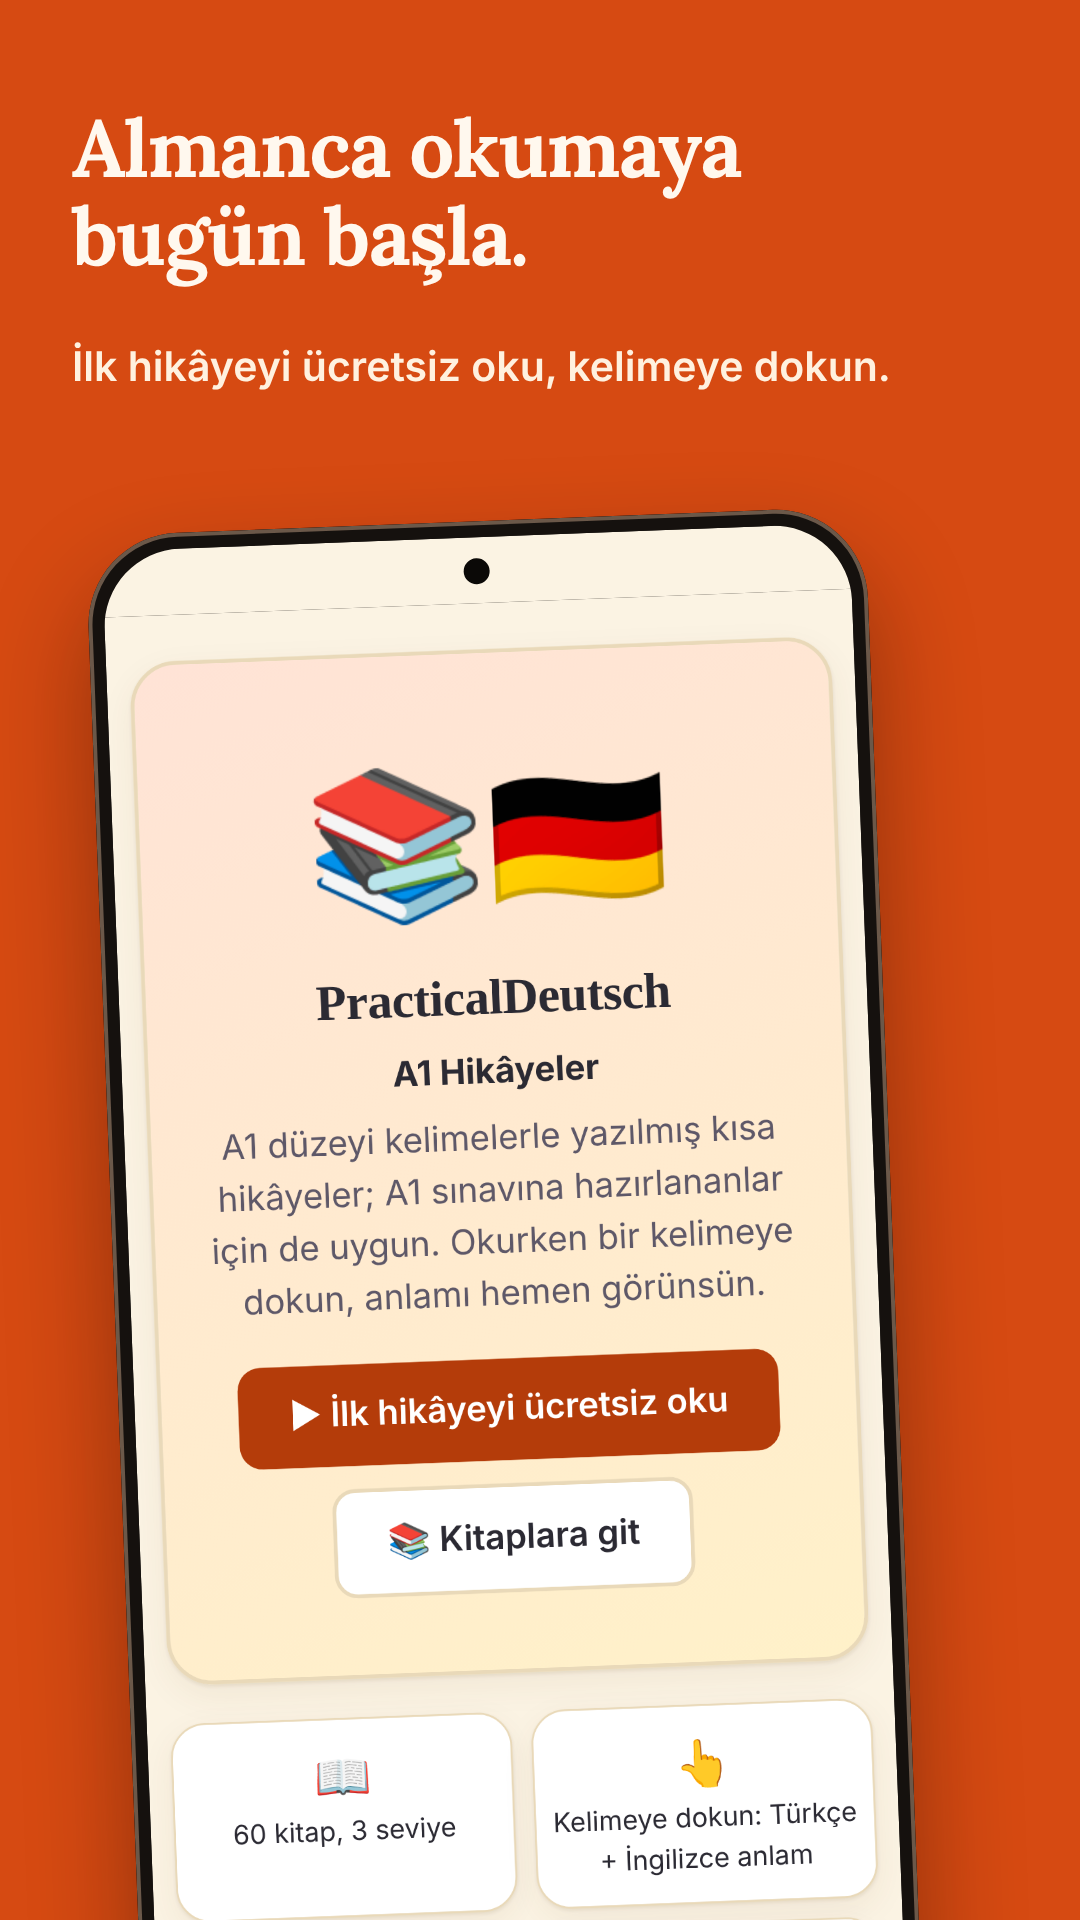 Almanca okumaya
bugün başla.
İlk hikâyeyi ücretsiz oku, kelimeye dokun.
PracticalDeutsch
A1 Hikâyeler
A1 düzeyi kelimelerle yazılmış kısa
hikâyeler; A1 sınavına hazırlananlar
için de uygun. Okurken bir kelimeye
dokun, anlamı hemen görünsün.
▶ İlk hikâyeyi ücretsiz oku
📚 Kitaplara git
60 kitap, 3 seviye
Kelimeye dokun: Türkçe
+ İngilizce anlam